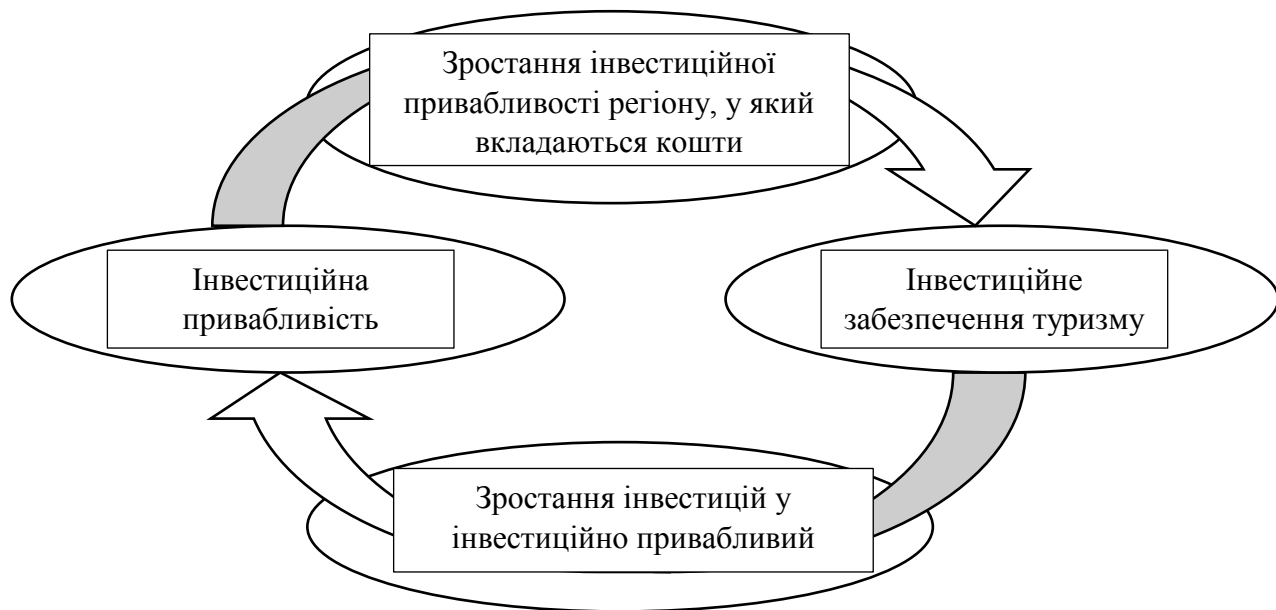 Зростання інвестиційної
привабливості регіону, у який
вкладаються кошти
Інвестиційна
привабливість
Інвестиційне
забезпечення туризму
Зростання інвестицій у
інвестиційно привабливий